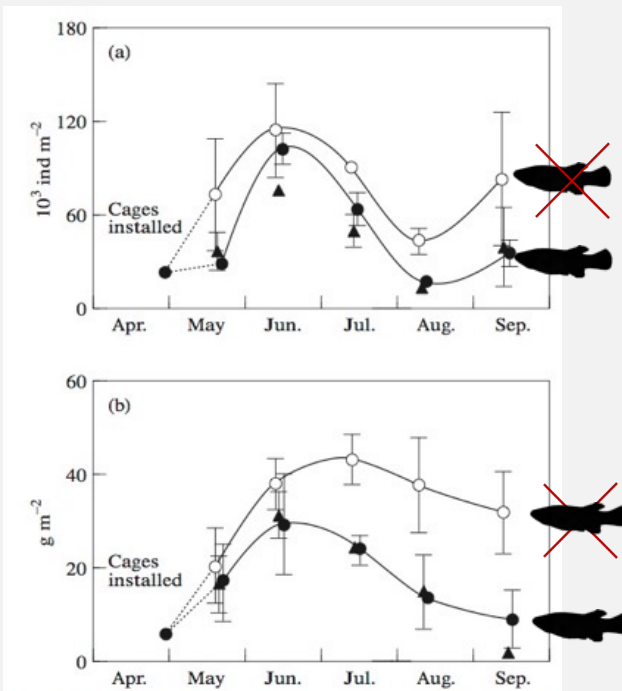 180
(a)
120
10³ ind m⁻²
Cages
installed
60
0
Apr. May Jun. Jul. Aug. Sep.
60
(b)
40
g m⁻²
Cages
installed
20
0
Apr. May Jun. Jul. Aug. Sep.